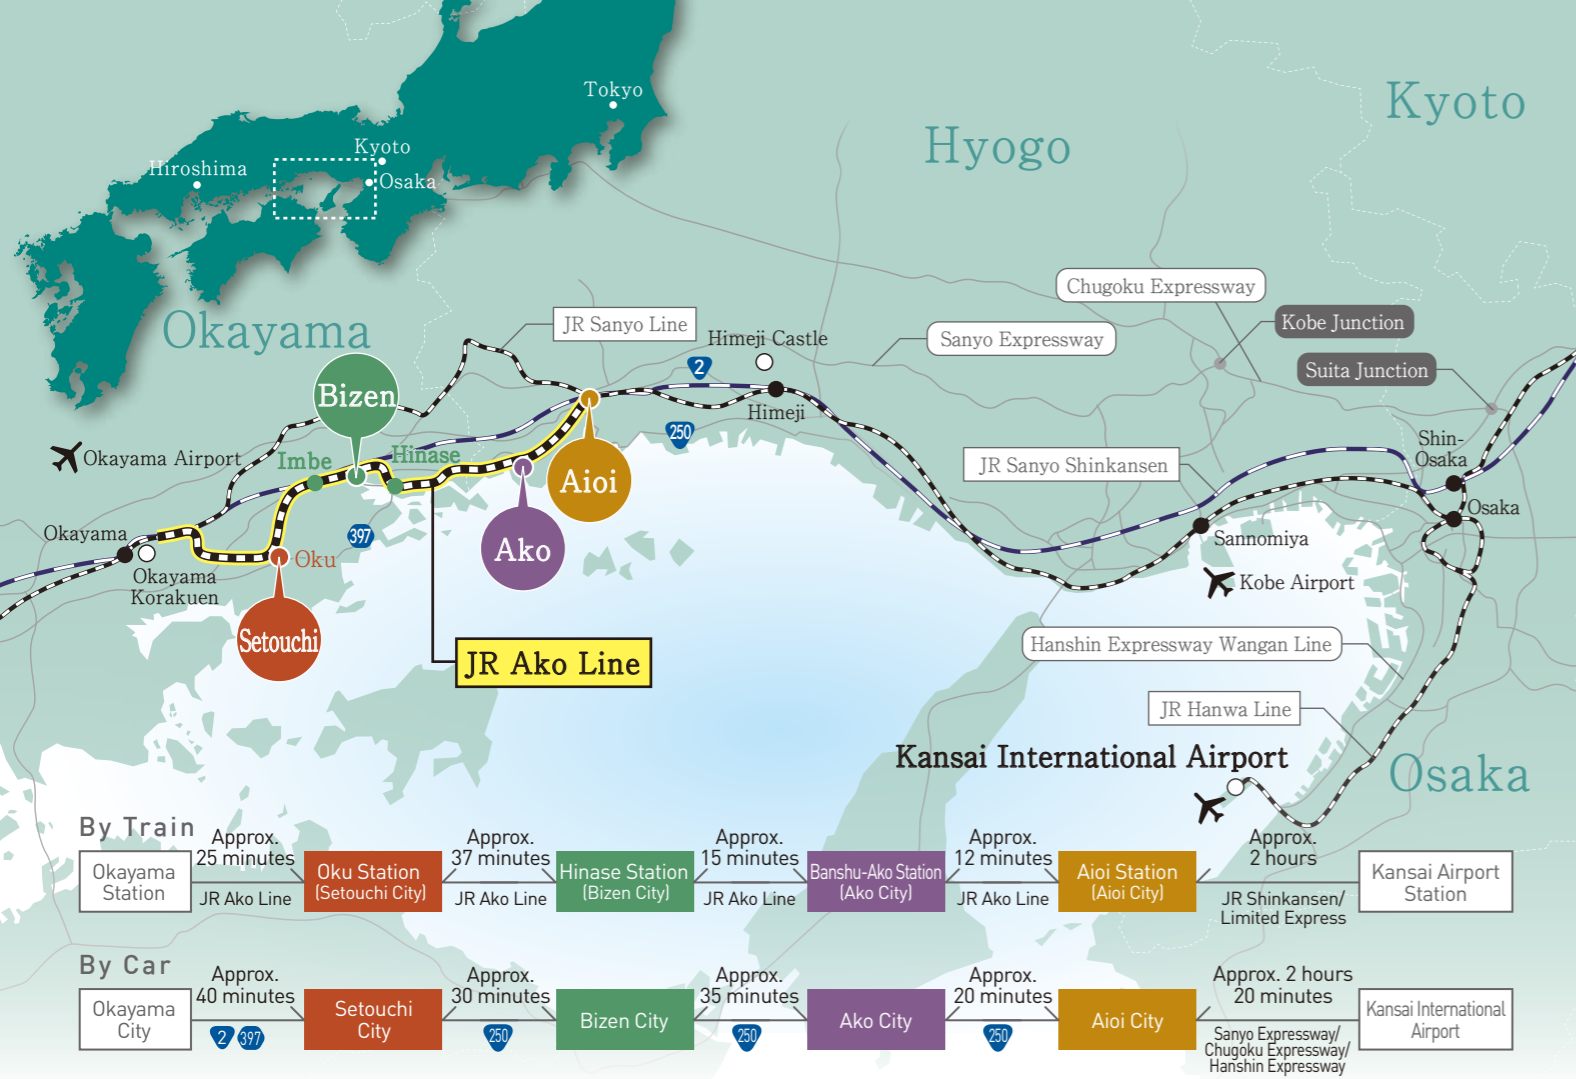 Tokyo
Kyoto
Hiroshima
Osaka
Kyoto
Hyogo
Okayama
Chugoku Expressway
JR Sanyo Line
Himeji Castle
Sanyo Expressway
Kobe Junction
Suita Junction
2
Bizen
Himeji
250
Okayama Airport
Imbe
Hinase
Aioi
JR Sanyo Shinkansen
Shin-
Osaka
Osaka
Okayama
397
Ako
Sannomiya
Oku
Okayama
Korakuen
Kobe Airport
Setouchi
JR Ako Line
Hanshin Expressway Wangan Line
JR Hanwa Line
Kansai International Airport
Osaka
By Train
Okayama
Station
Approx.
25 minutes
JR Ako Line
Oku Station
(Setouchi City)
Approx.
37 minutes
JR Ako Line
Hinase Station
(Bizen City)
Approx.
15 minutes
JR Ako Line
Banshu-Ako Station
(Ako City)
Approx.
12 minutes
JR Ako Line
Aioi Station
(Aioi City)
Approx.
2 hours
JR Shinkansen/
Limited Express
Kansai Airport
Station
By Car
Okayama
City
Approx.
40 minutes
2 397
Setouchi
City
Approx.
30 minutes
250
Bizen City
Approx.
35 minutes
250
Ako City
Approx.
20 minutes
250
Aioi City
Approx. 2 hours
20 minutes
Sanyo Expressway/
Chugoku Expressway/
Hanshin Expressway
Kansai International
Airport